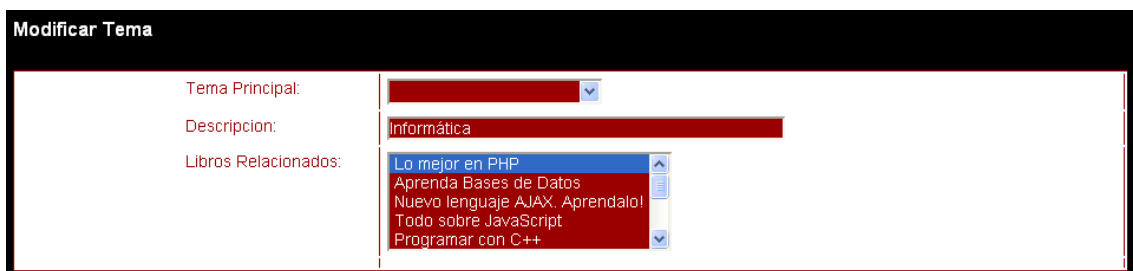 Modificar Tema
Tema Principal:
Descripcion:
Informática
Libros Relacionados:
Lo mejor en PHP
Aprenda Bases de Datos
Nuevo lenguaje AJAX. Aprendalo!
Todo sobre JavaScript
Programar con C++